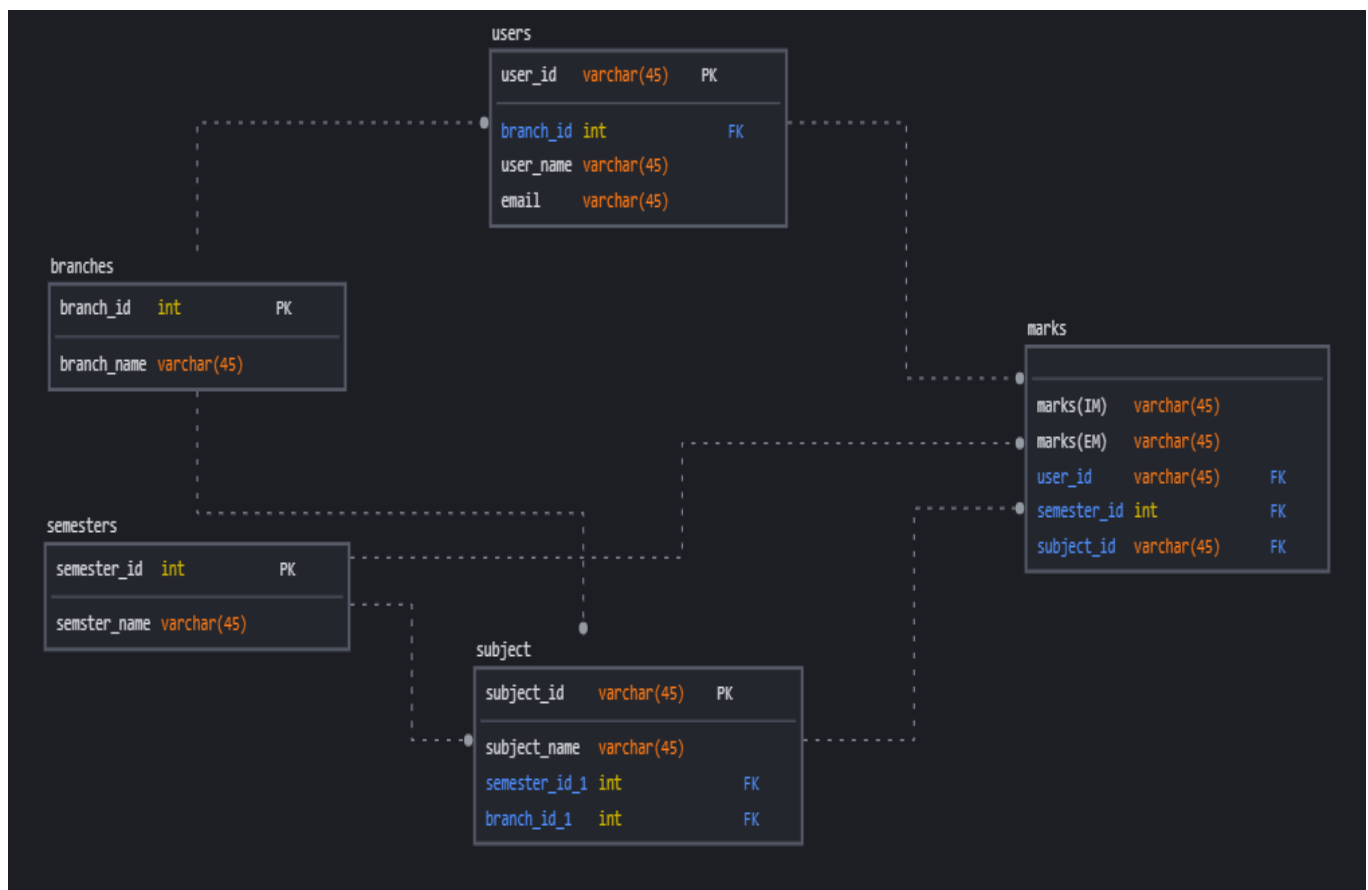 users
user_id varchar(45) PK
branch_id int FK
user_name varchar(45)
email varchar(45)
branches
branch_id int PK
branch_name varchar(45)
marks
marks(IM) varchar(45)
marks(EM) varchar(45)
user_id varchar(45) FK
semester_id int FK
subject_id varchar(45) FK
semesters
semester_id int PK
semster_name varchar(45)
subject
subject_id varchar(45) PK
subject_name varchar(45)
semester_id_1 int FK
branch_id_1 int FK